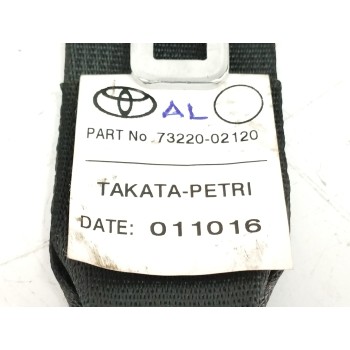 AL
PART No 73220-02120
TAKATA-PETRI
DATE: 011016